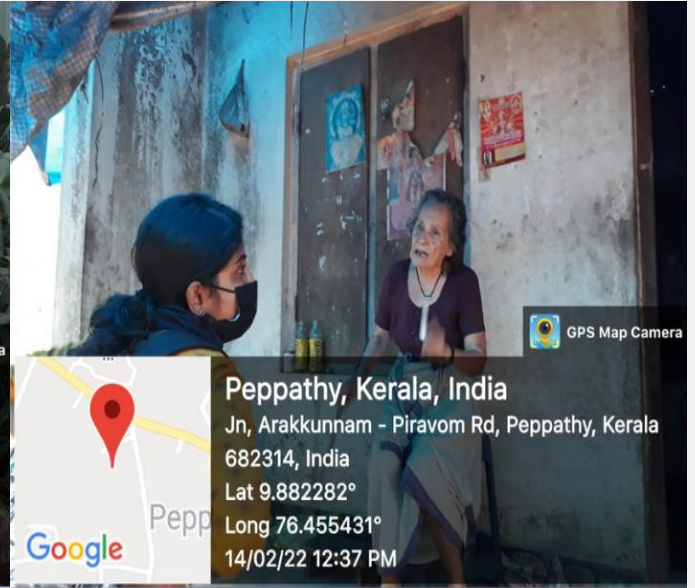 GPS Map Camera
Peppathy, Kerala, India
Jn, Arakkunnam - Piravom Rd, Peppathy, Kerala
682314, India
Lat 9.882282°
Long 76.455431°
14/02/22 12:37 PM
Pepp
Google
a